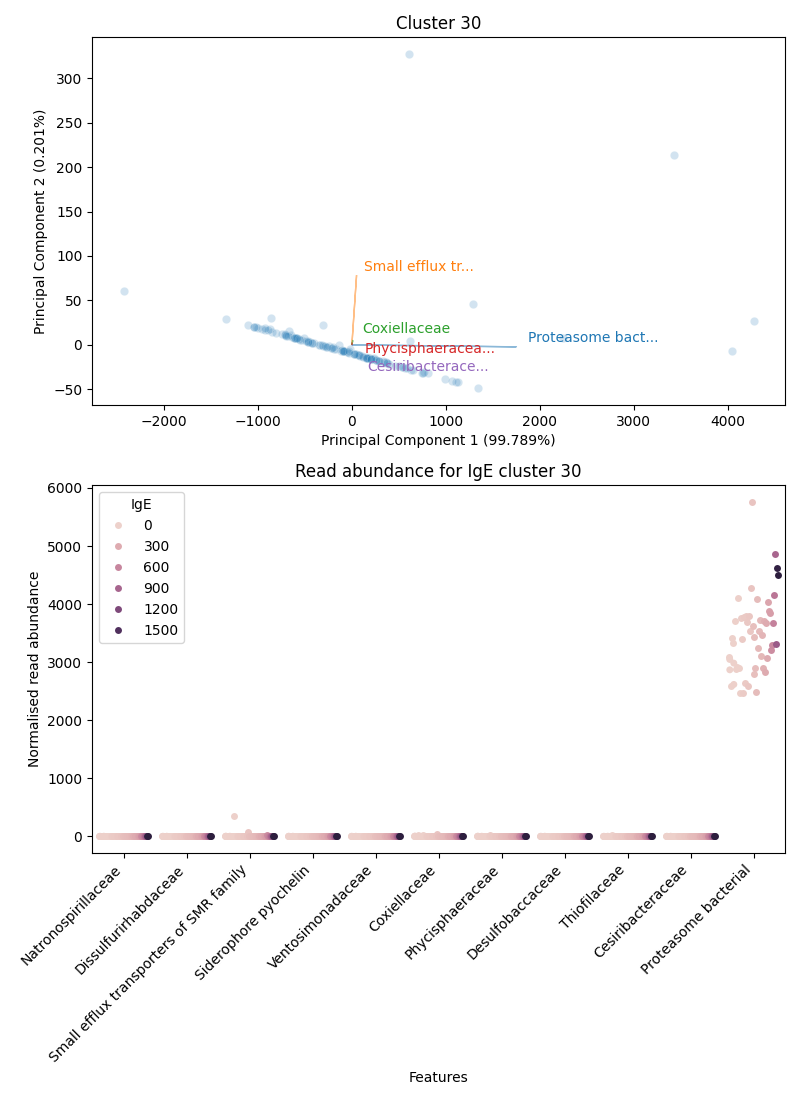 Cluster 30
Principal Component 2 (0.201%)
300
250
200
150
100
50
0
−50
Small efflux tr...
Coxiellaceae
Proteasome bact...
Phycisphaeracea...
Cesiribacterace...
−2000 −1000 0 1000 2000 3000 4000
Principal Component 1 (99.789%)
Read abundance for IgE cluster 30
Normalised read abundance
6000
5000
4000
3000
2000
1000
0
IgE
0
300
600
900
1200
1500
Natronospirillaceae
Dissulfurirhabdaceae
Small efflux transporters of SMR family
Siderophore pyochelin
Ventosimonadaceae
Coxiellaceae
Phycisphaeraceae
Desulfobaccaceae
Thiofilaceae
Cesiribacteraceae
Proteasome bacterial
Features